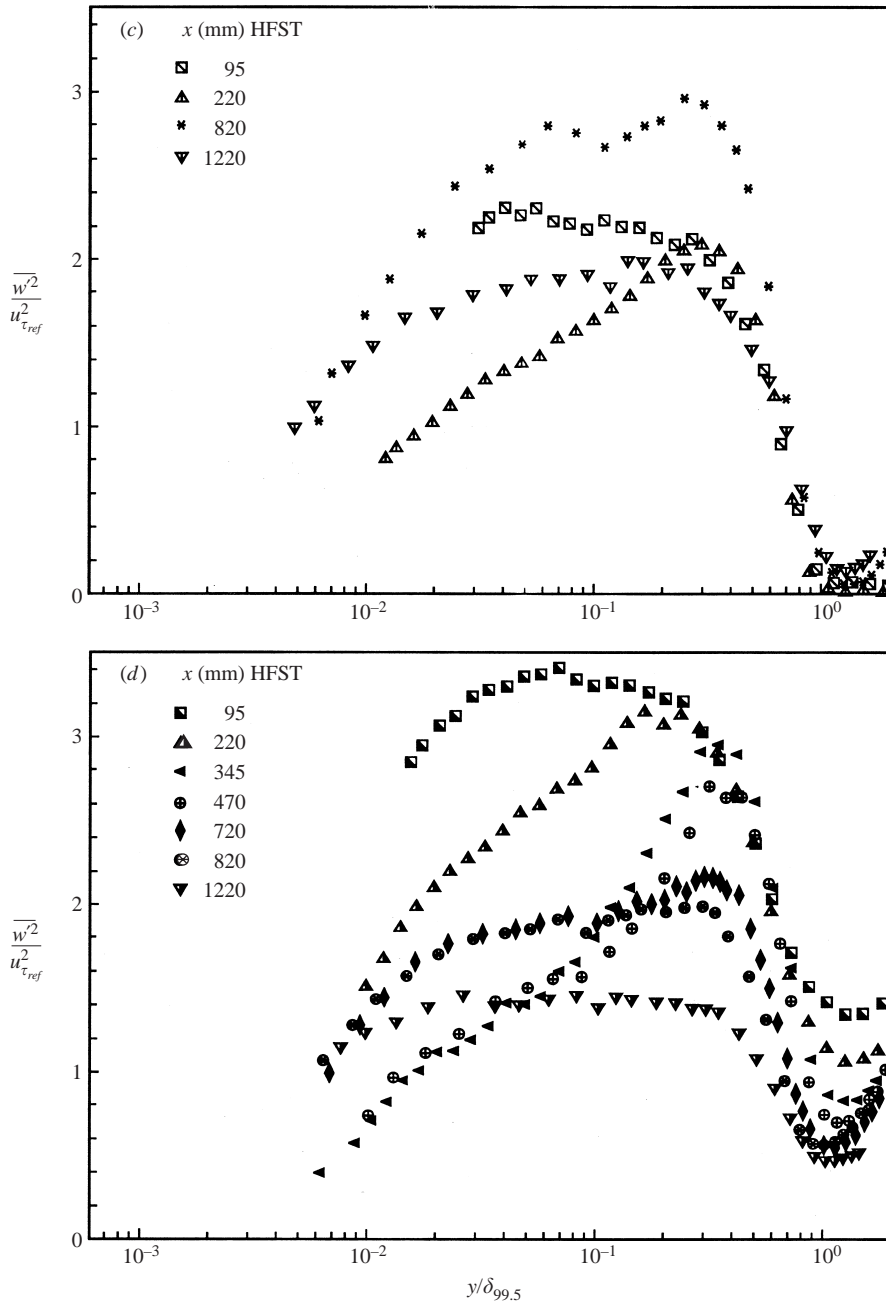 (c) x (mm) HFST
95
220
820
1220
3
2
1
0
w′²
u²τref
10⁻³ 10⁻² 10⁻¹ 10⁰
(d) x (mm) HFST
95
220
345
470
720
820
1220
3
2
1
0
w′²
u²τref
10⁻³ 10⁻² 10⁻¹ 10⁰
y/δ99.5